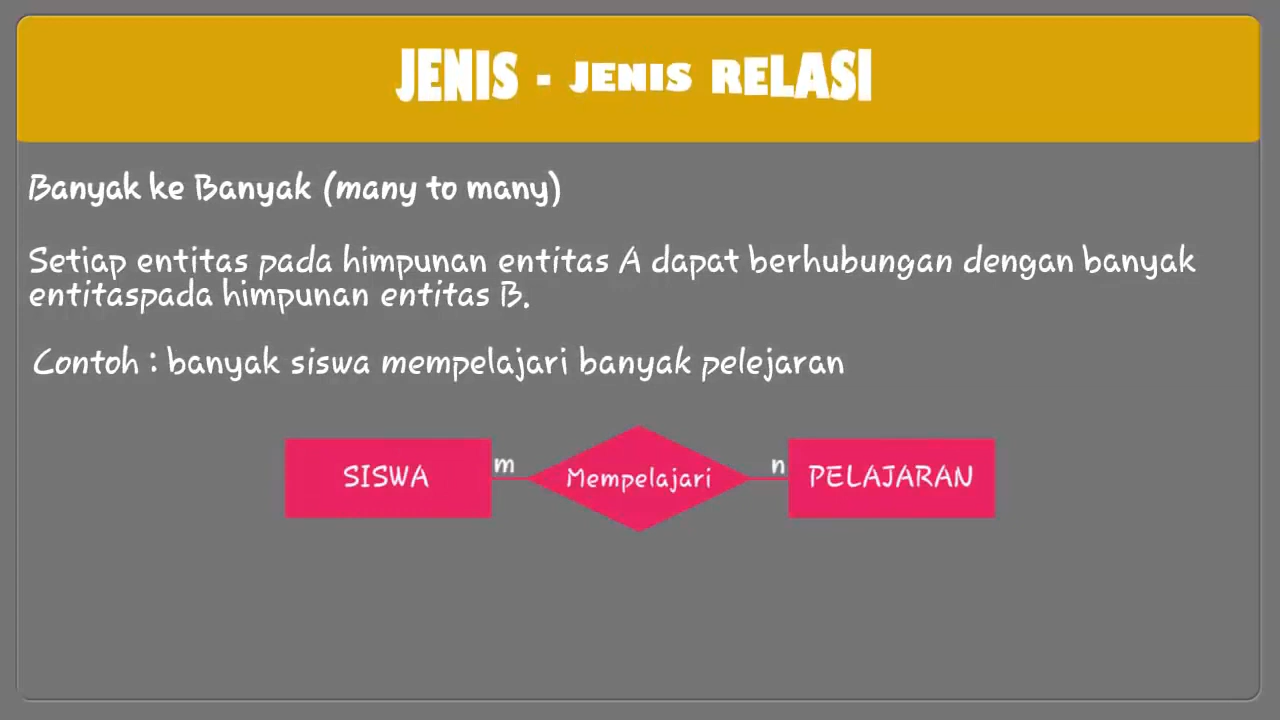 JENIS - JENIS RELASI
Banyak ke Banyak (many to many)
Setiap entitas pada himpunan entitas A dapat berhubungan dengan banyak
entitaspada himpunan entitas B.
Contoh : banyak siswa mempelajari banyak pelejaran
SISWA m Mempelajari n PELAJARAN